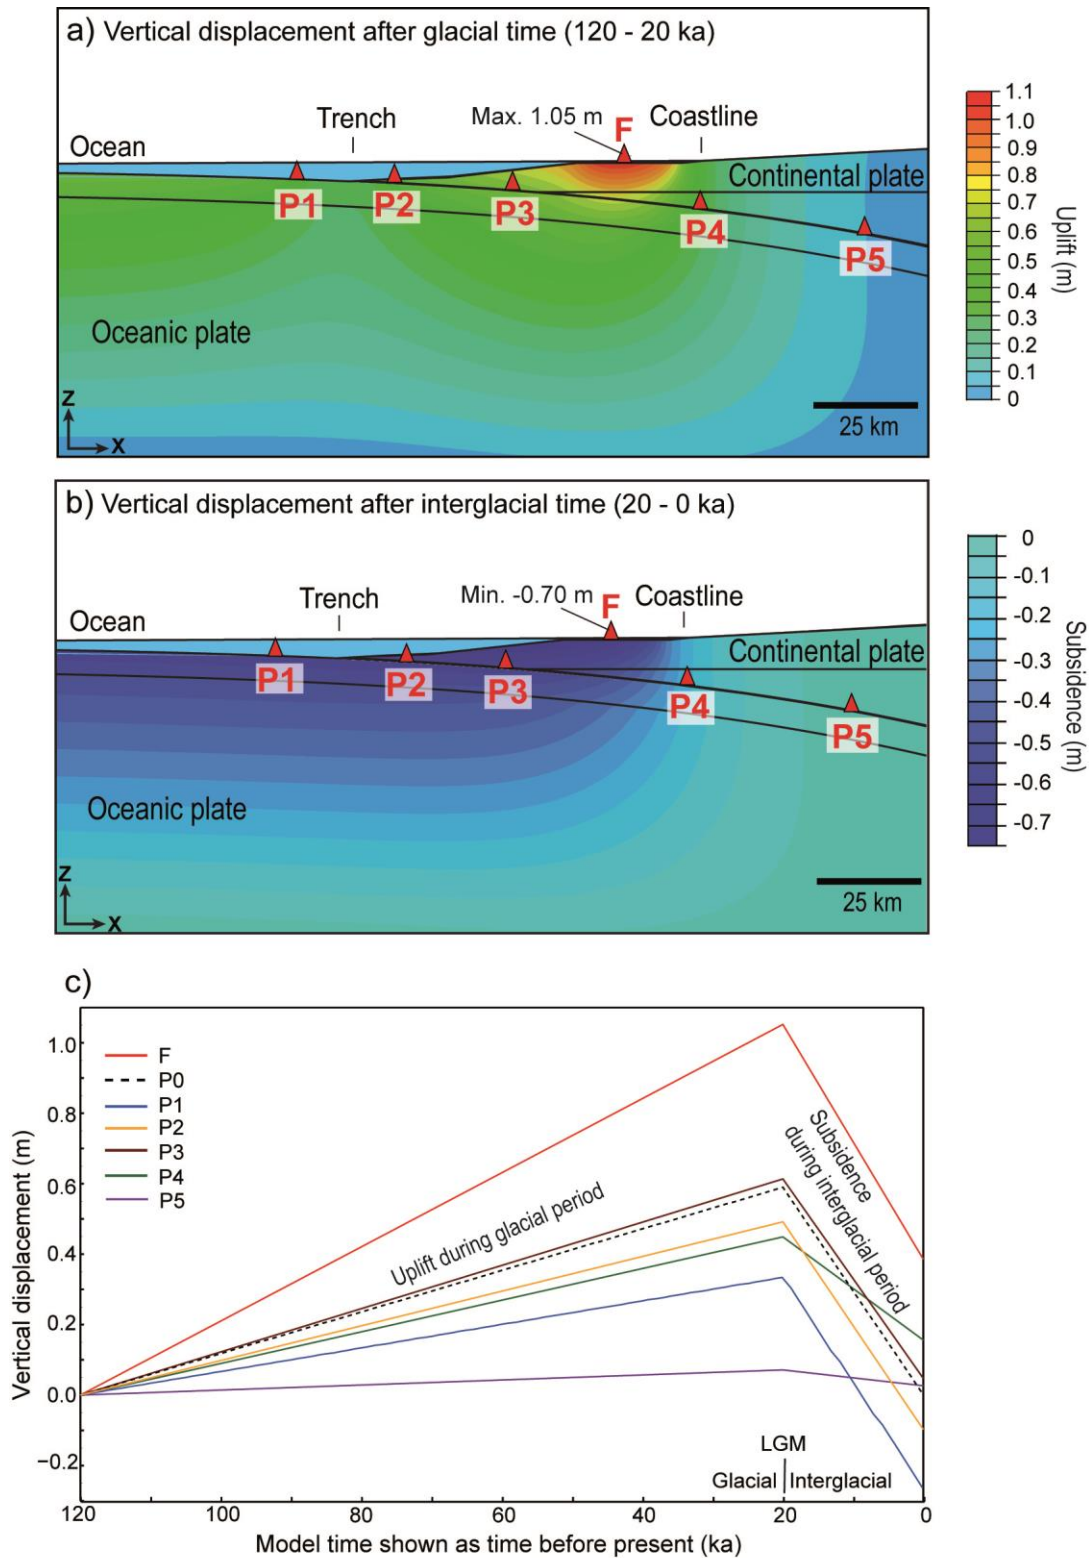 a) Vertical displacement after glacial time (120 - 20 ka)
Max. 1.05 m
F
Trench
Coastline
Ocean
Continental plate
P1
P2
P3
P4
P5
Oceanic plate
Z
X
25 km
1.1
1.0
0.9
0.8
0.7
0.6
0.5
0.4
0.3
0.2
0.1
0
Uplift (m)
b) Vertical displacement after interglacial time (20 - 0 ka)
Min. -0.70 m
F
Trench
Coastline
Ocean
Continental plate
P1
P2
P3
P4
P5
Oceanic plate
Z
X
25 km
0
-0.1
-0.2
-0.3
-0.4
-0.5
-0.6
-0.7
Subsidence (m)
c)
1.0
0.8
0.6
0.4
0.2
0.0
−0.2
Vertical displacement (m)
F
P0
P1
P2
P3
P4
P5
Uplift during glacial period
Subsidence
during interglacial period
LGM
Glacial
Interglacial
120
100
80
60
40
20
0
Model time shown as time before present (ka)